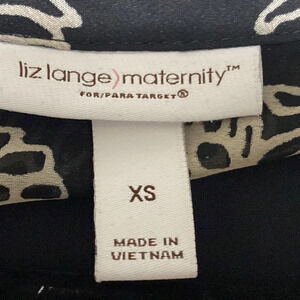 liz lange)maternity™
FOR/PARA TARGET®
XS
MADE IN
VIETNAM